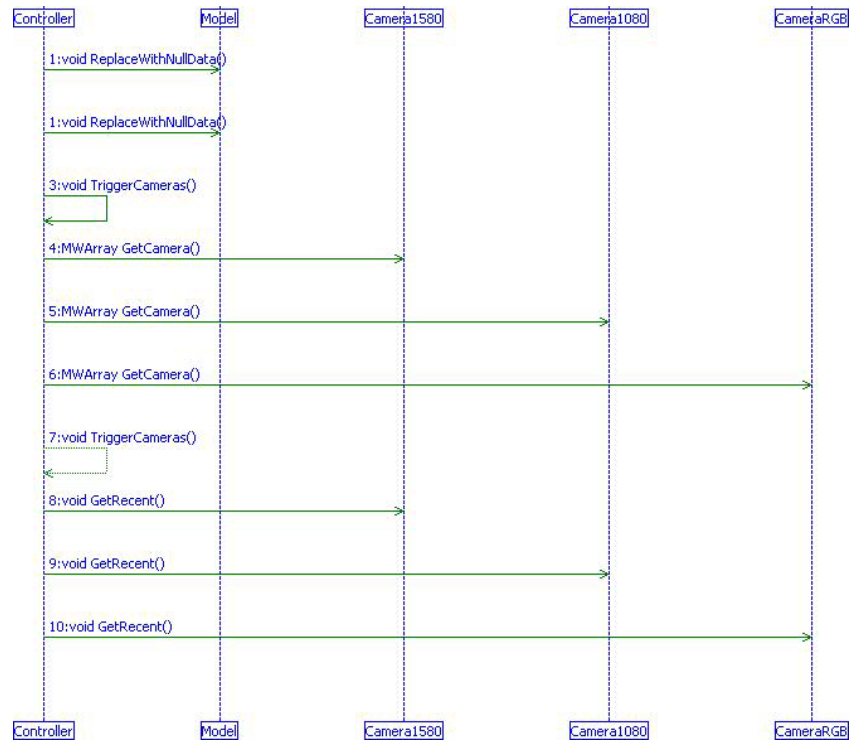 Controller Model Camera1580 Camera1080 CameraRGB
1:void ReplaceWithNullData()
1:void ReplaceWithNullData()
3:void TriggerCameras()
4:MWArray GetCamera()
5:MWArray GetCamera()
6:MWArray GetCamera()
7:void TriggerCameras()
8:void GetRecent()
9:void GetRecent()
10:void GetRecent()
Controller Model Camera1580 Camera1080 CameraRGB